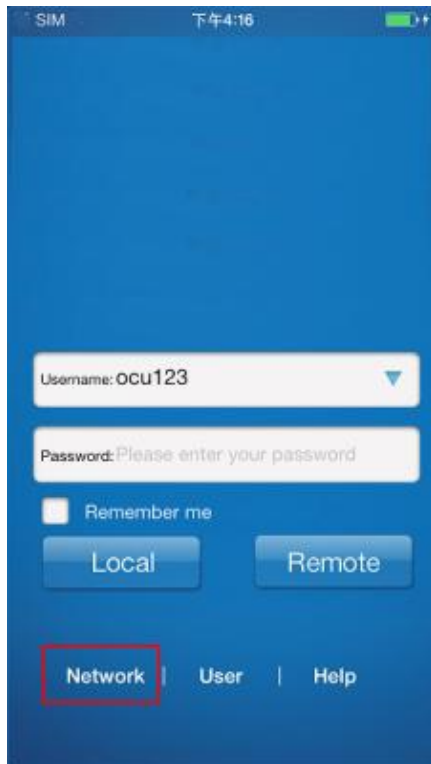 SIM 下午4:16
Username: ocu123
Password: Please enter your password
Remember me
Local Remote
Network | User | Help